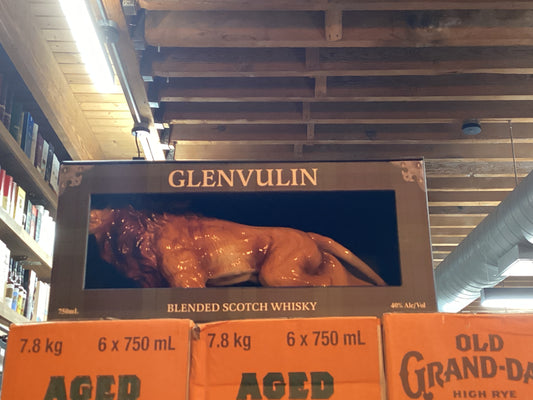 GLENVULIN
750mL
BLENDED SCOTCH WHISKY
40% Alc/Vol
7.8 kg 6 x 750 mL
AGED
7.8 kg 6 x 750 mL
AGED
OLD
GRAND-DA
HIGH RYE